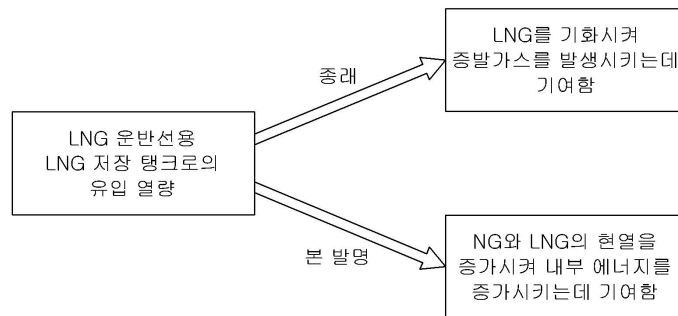 LNG를 기화시켜
증발가스를 발생시키는데
기여함
종래
LNG 운반선용
LNG 저장 탱크로의
유입 열량
본 발명
NG와 LNG의 현열을
증가시켜 내부 에너지를
증가시키는데 기여함